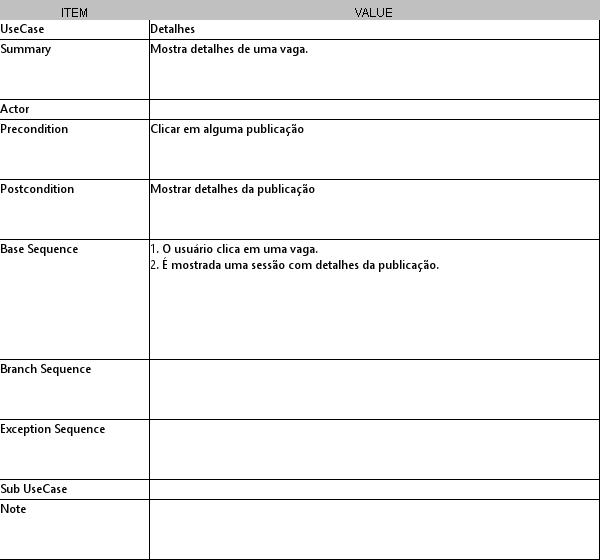 ITEM VALUE
UseCase Detalhes
Summary Mostra detalhes de uma vaga.
Actor
Precondition Clicar em alguma publicação
Postcondition Mostrar detalhes da publicação
Base Sequence 1. O usuário clica em uma vaga.
2. É mostrada uma sessão com detalhes da publicação.
Branch Sequence
Exception Sequence
Sub UseCase
Note